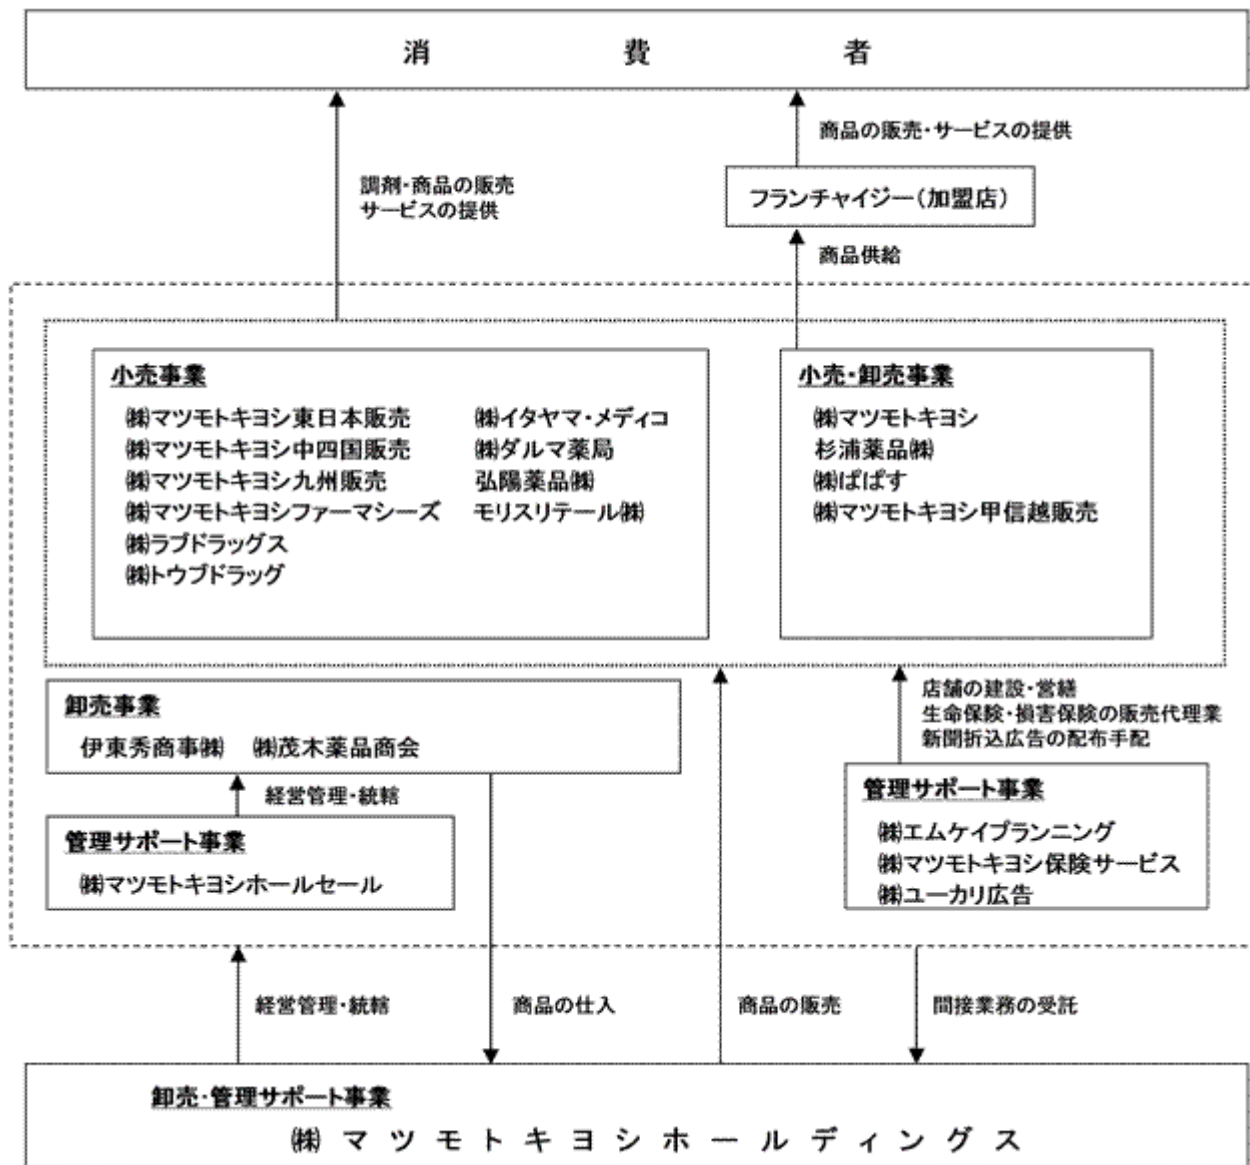 消費者
商品の販売・サービスの提供
調剤・商品の販売
サービスの提供
フランチャイジー（加盟店）
商品供給
小売事業
㈱マツモトキヨシ東日本販売
㈱マツモトキヨシ中四国販売
㈱マツモトキヨシ九州販売
㈱マツモトキヨシファーマシーズ
㈱ラブドラッグス
㈱トウブドラッグ
㈱イタヤマ・メディコ
㈱ダルマ薬局
弘陽薬品㈱
モリスリテール㈱
小売・卸売事業
㈱マツモトキヨシ
杉浦薬品㈱
㈱ぱぱす
㈱マツモトキヨシ甲信越販売
卸売事業
伊東秀商事㈱　㈱茂木薬品商会
経営管理・統轄
管理サポート事業
㈱マツモトキヨシホールセール
店舗の建設・営繕
生命保険・損害保険の販売代理業
新聞折込広告の配布手配
管理サポート事業
㈱エムケイプランニング
㈱マツモトキヨシ保険サービス
㈱ユーカリ広告
経営管理・統轄
商品の仕入
商品の販売
間接業務の受託
卸売・管理サポート事業
㈱マツモトキヨシホールディングス